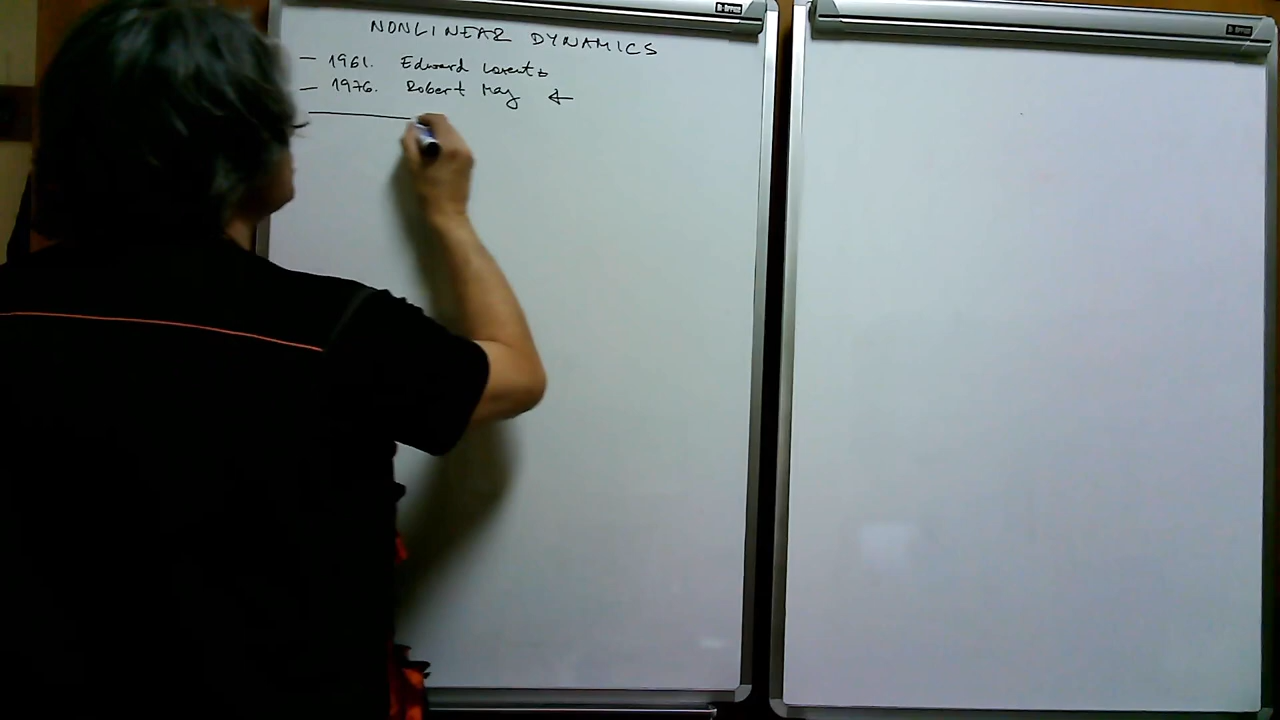 NONLINEAR DYNAMICS
– 1961. Edward Lorentz
– 1976. Robert May ←